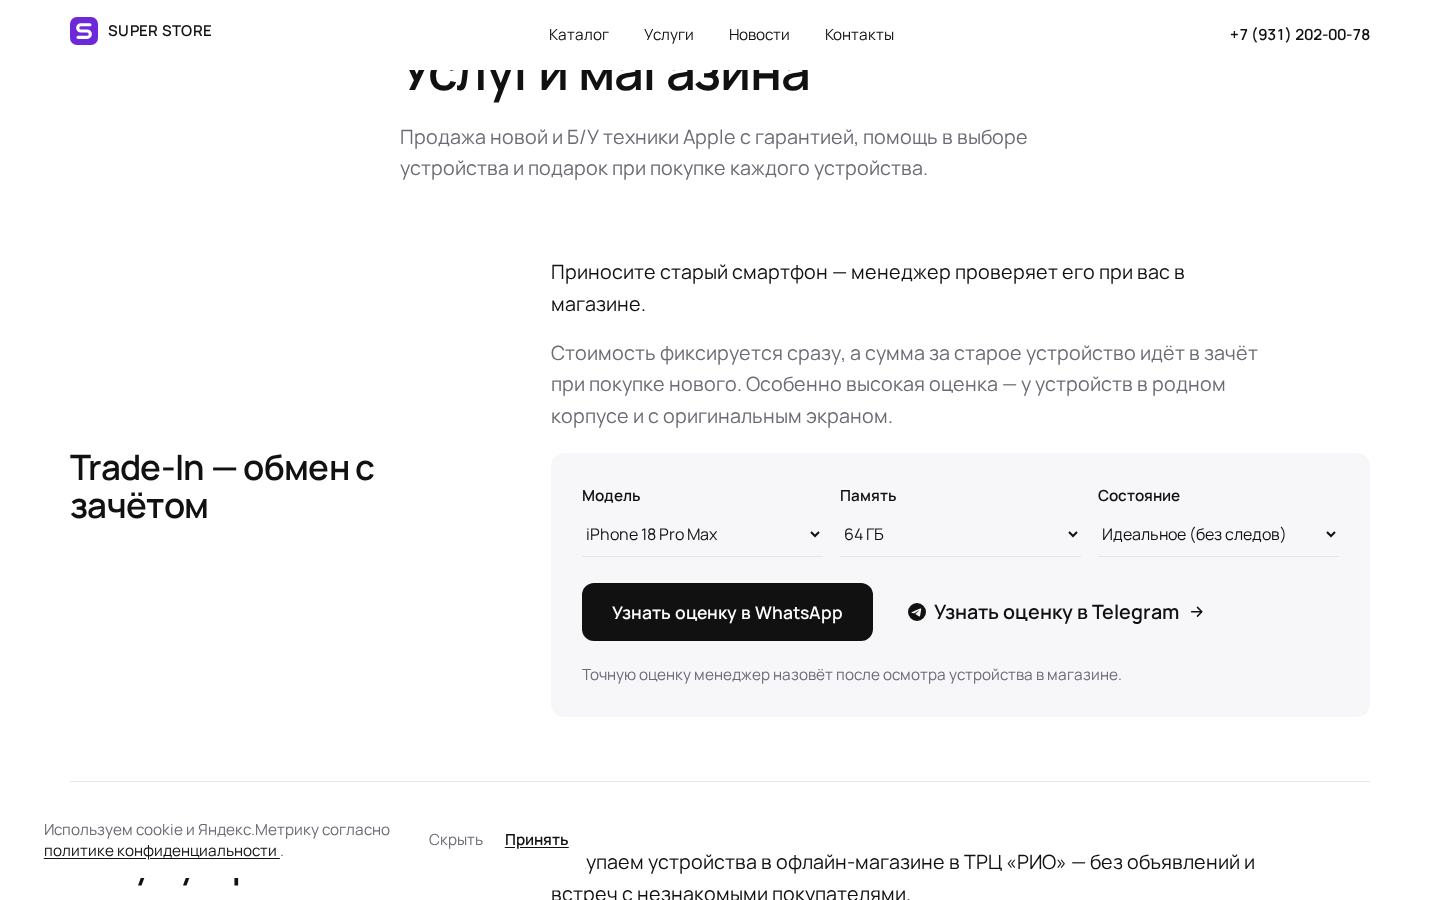 SUPER STORE
Каталог Услуги Новости Контакты
+7 (931) 202-00-78
Услуги магазина
Продажа новой и Б/У техники Apple с гарантией, помощь в выборе
устройства и подарок при покупке каждого устройства.
Trade-In — обмен с
зачётом
Приносите старый смартфон — менеджер проверяет его при вас в
магазине.
Стоимость фиксируется сразу, а сумма за старое устройство идёт в зачёт
при покупке нового. Особенно высокая оценка — у устройств в родном
корпусе и с оригинальным экраном.
Модель Память Состояние
iPhone 18 Pro Max 64 ГБ Идеальное (без следов)
Узнать оценку в WhatsApp Узнать оценку в Telegram →
Точную оценку менеджер назовёт после осмотра устройства в магазине.
Используем cookie и Яндекс.Метрику согласно
политике конфиденциальности .
Скрыть Принять
упаем устройства в офлайн-магазине в ТРЦ «РИО» — без объявлений и
встреч с незнакомыми покупателями.